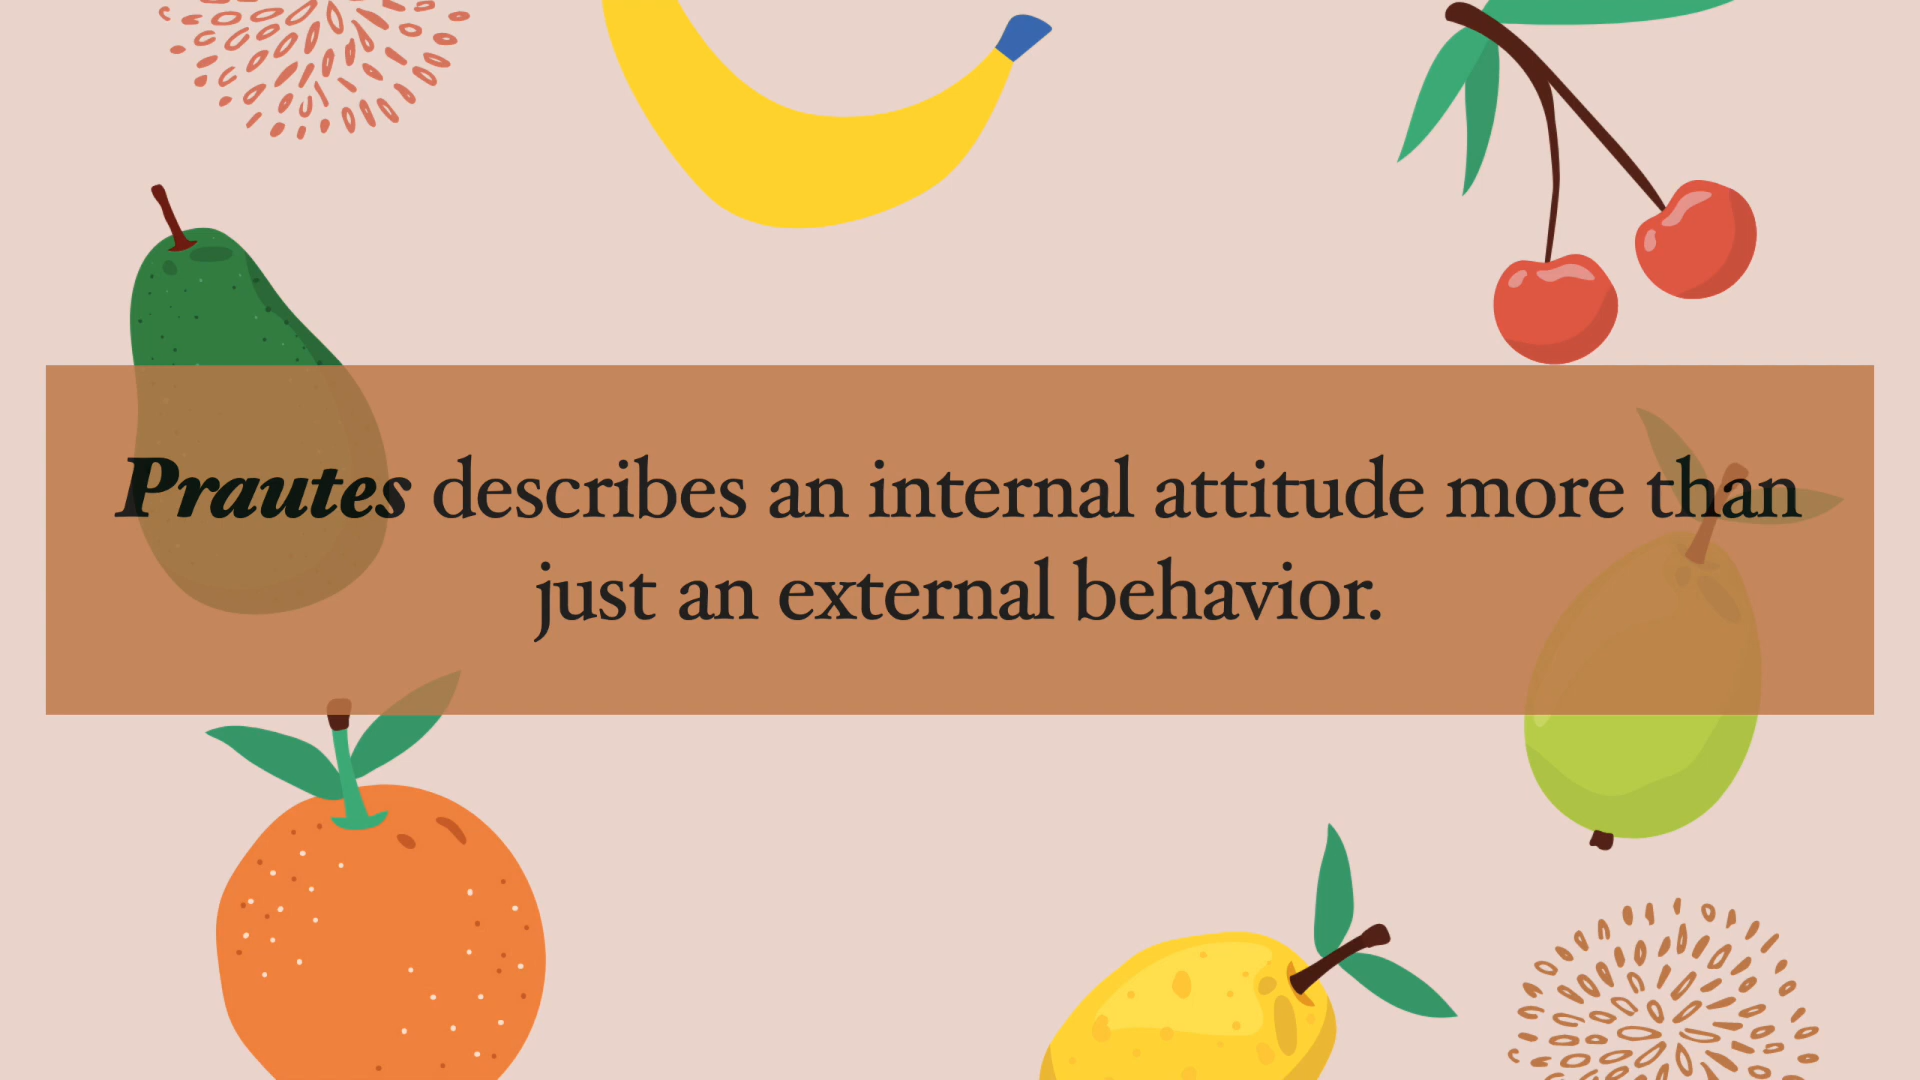 Prautes describes an internal attitude more than
just an external behavior.